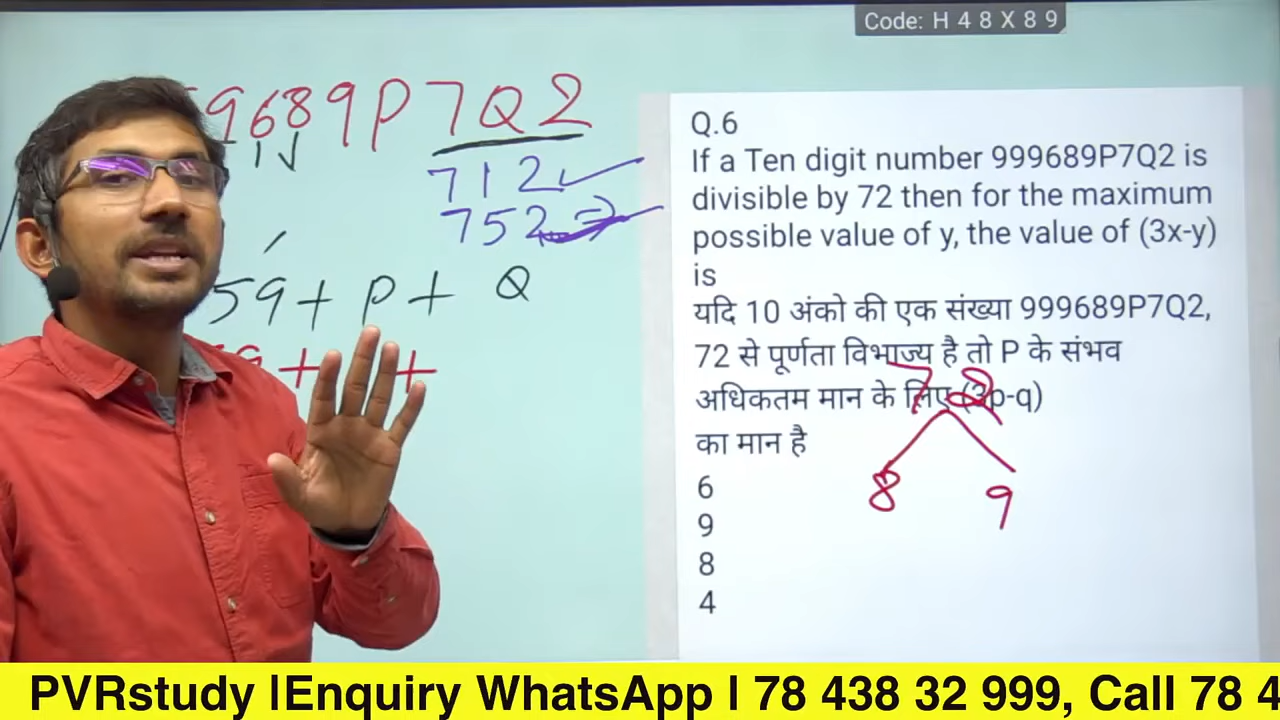 Code: H 4 8 X 8 9
9689P7Q2
712
752
59+ P+ Q
Q.6
If a Ten digit number 999689P7Q2 is
divisible by 72 then for the maximum
possible value of y, the value of (3x-y)
is
यदि 10 अंको की एक संख्या 999689P7Q2,
72 से पूर्णता विभाज्य है तो P के संभव
अधिकतम मान के लिए (3p-q)
का मान है
72
8 9
6
9
8
4
PVRstudy |Enquiry WhatsApp | 78 438 32 999, Call 78 4